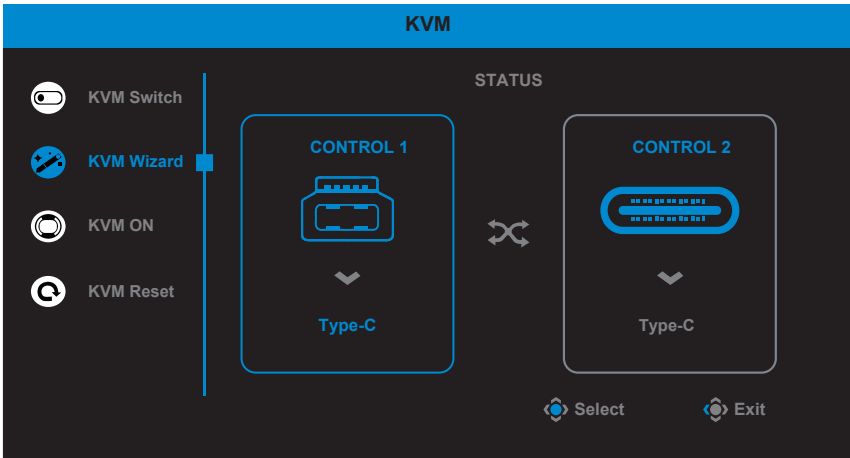 KVM
STATUS
KVM Switch
KVM Wizard
KVM ON
KVM Reset
CONTROL 1
Type-C
CONTROL 2
Type-C
Select
Exit